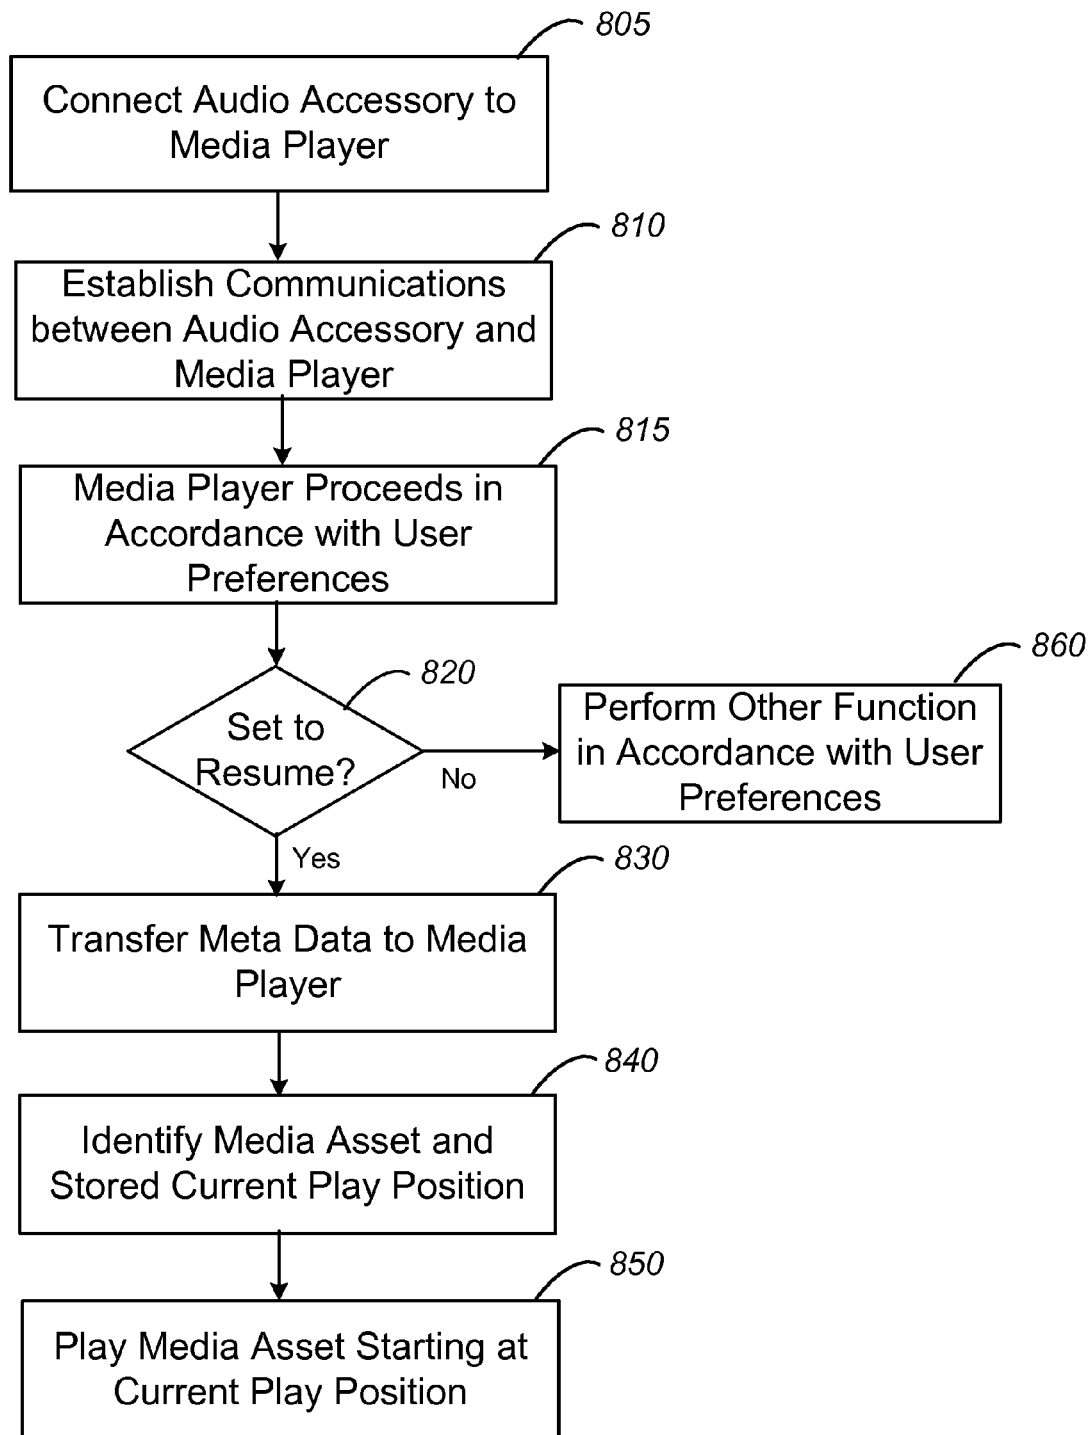 805
Connect Audio Accessory to
Media Player
810
Establish Communications
between Audio Accessory and
Media Player
815
Media Player Proceeds in
Accordance with User
Preferences
820
Set to
Resume?
No
Yes
860
Perform Other Function
in Accordance with User
Preferences
830
Transfer Meta Data to Media
Player
840
Identify Media Asset and
Stored Current Play Position
850
Play Media Asset Starting at
Current Play Position